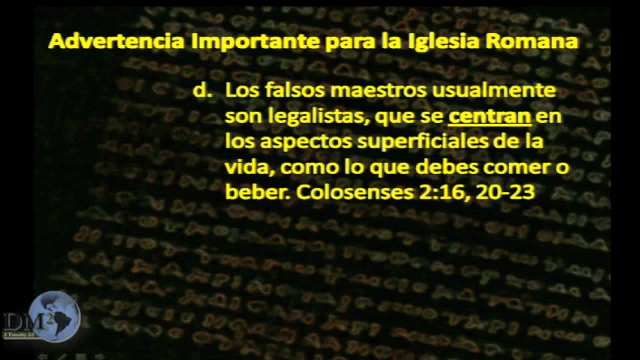 Advertencia Importante para la Iglesia Romana
d. Los falsos maestros usualmente
son legalistas, que se centran en
los aspectos superficiales de la
vida, como lo que debes comer o
beber. Colosenses 2:16, 20-23
DM2